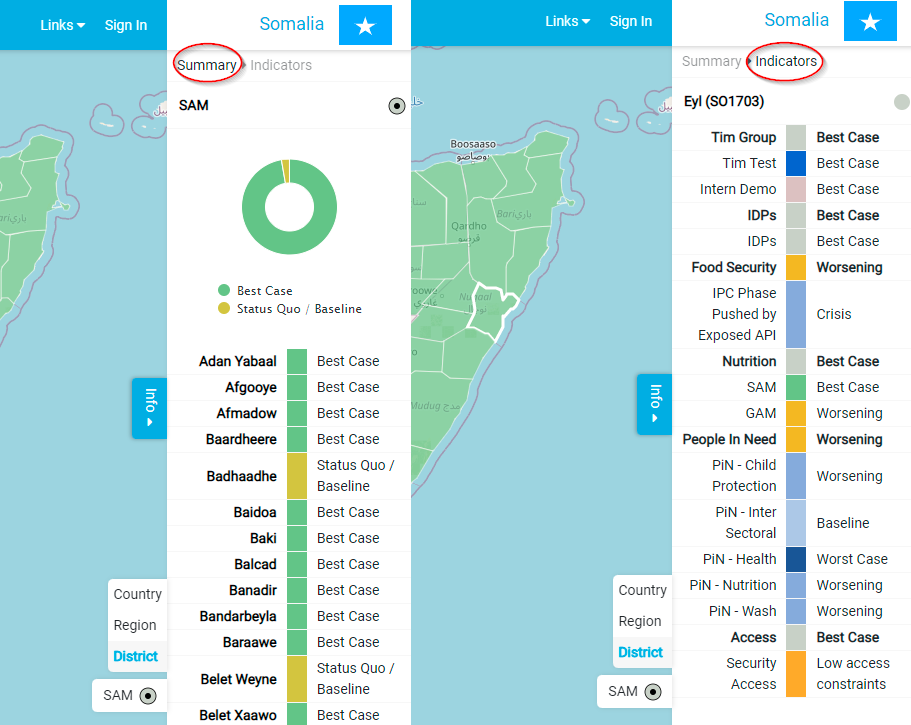 Links Sign In
Somalia
Summary Indicators
SAM
Best Case
Status Quo / Baseline
Adan Yabaal Best Case
Afgooye Best Case
Afmadow Best Case
Baardheere Best Case
Badhaadhe Status Quo /
Baseline
Baidoa Best Case
Baki Best Case
Balcad Best Case
Banadir Best Case
Bandarbeyla Best Case
Baraawe Best Case
Belet Weyne Status Quo /
Baseline
Belet Xaawo Best Case
Info
Country
Region
District
SAM
Links Sign In
Somalia
Summary Indicators
Eyl (SO1703)
Tim Group Best Case
Tim Test Best Case
Intern Demo Best Case
IDPs Best Case
IDPs Best Case
Food Security Worsening
IPC Phase
Pushed by
Exposed API
Crisis
Nutrition Best Case
SAM Best Case
GAM Worsening
People In Need Worsening
PiN - Child
Protection
Worsening
PiN - Inter
Sectoral
Baseline
PiN - Health Worst Case
PiN - Nutrition Worsening
PiN - Wash Worsening
Access Best Case
Security
Access
Low access
constraints
Boosaaso
بوصاصو
Qardho
قردو
Bari باري
Nugaal
نوغال
Mudug مدج
Info
Country
Region
District
SAM